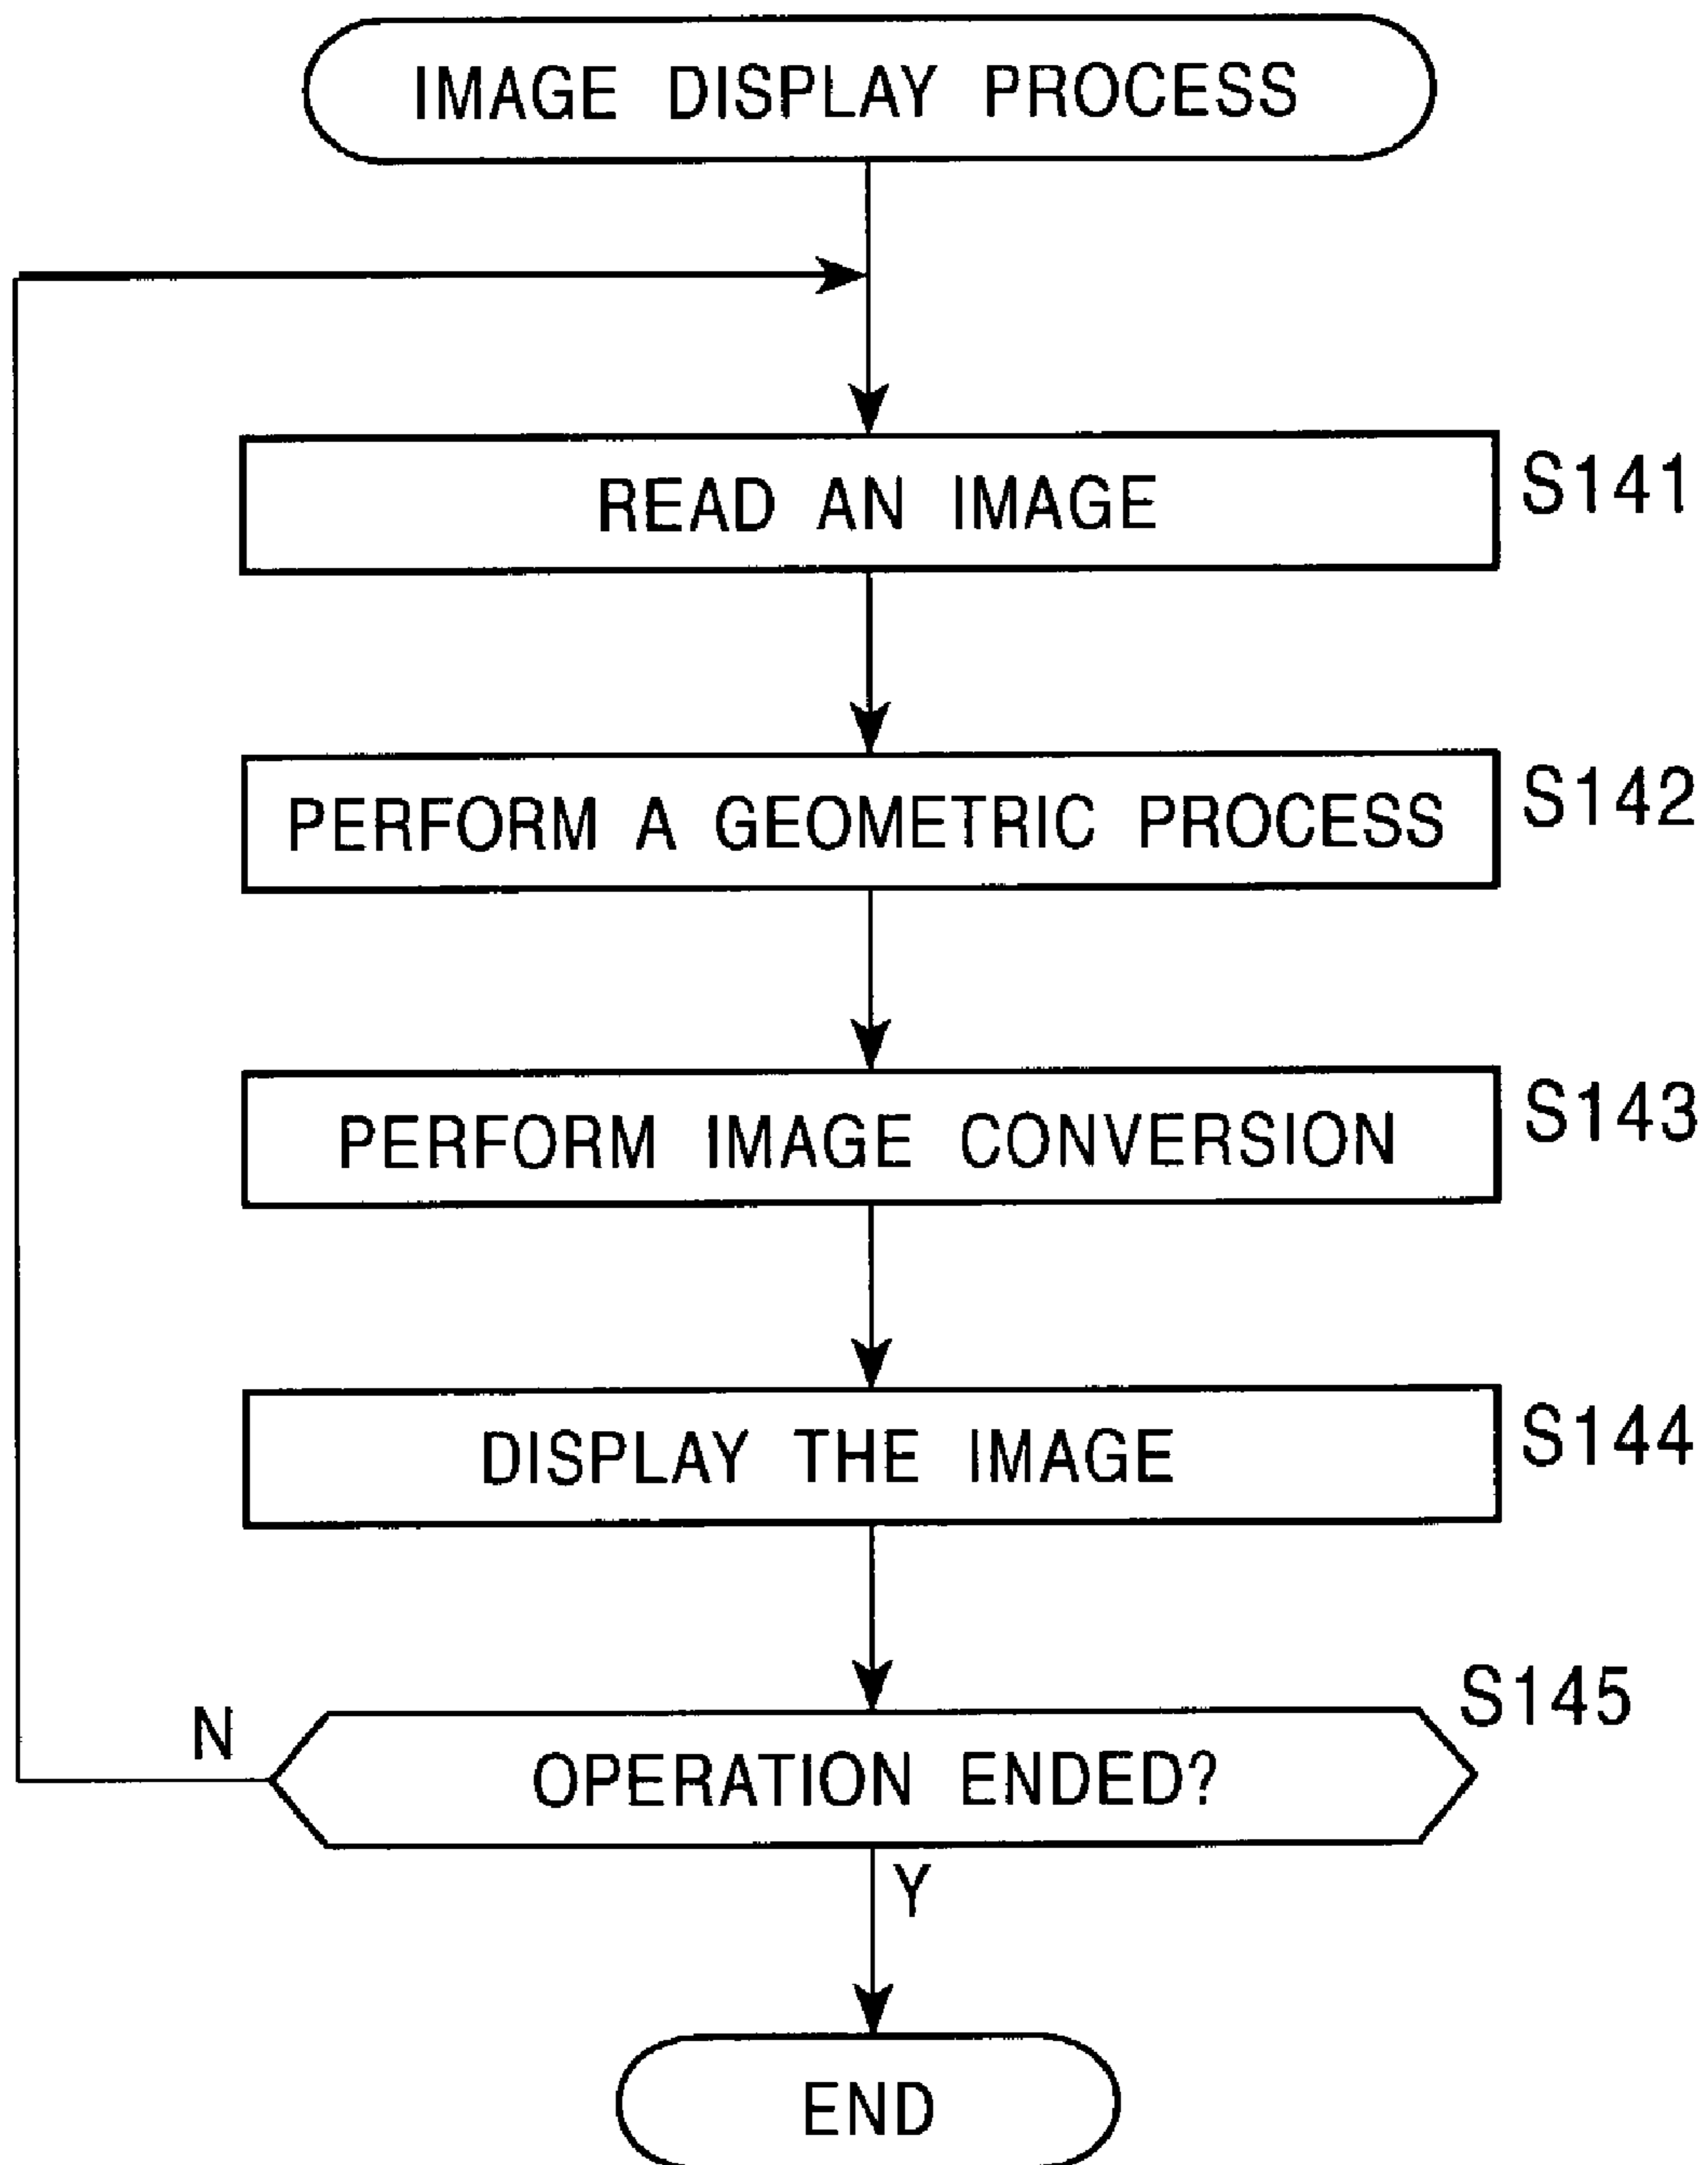 IMAGE DISPLAY PROCESS
READ AN IMAGE
S141
PERFORM A GEOMETRIC PROCESS
S142
PERFORM IMAGE CONVERSION
S143
DISPLAY THE IMAGE
S144
S145
N
OPERATION ENDED?
Y
END